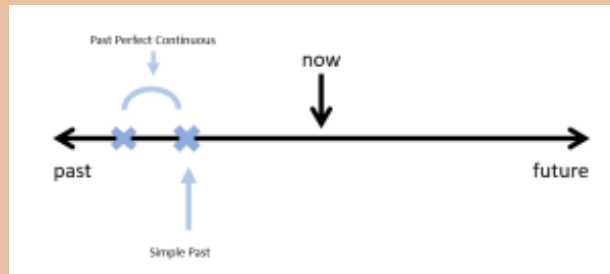 Past Perfect Continuous
now
past
future
Simple Past